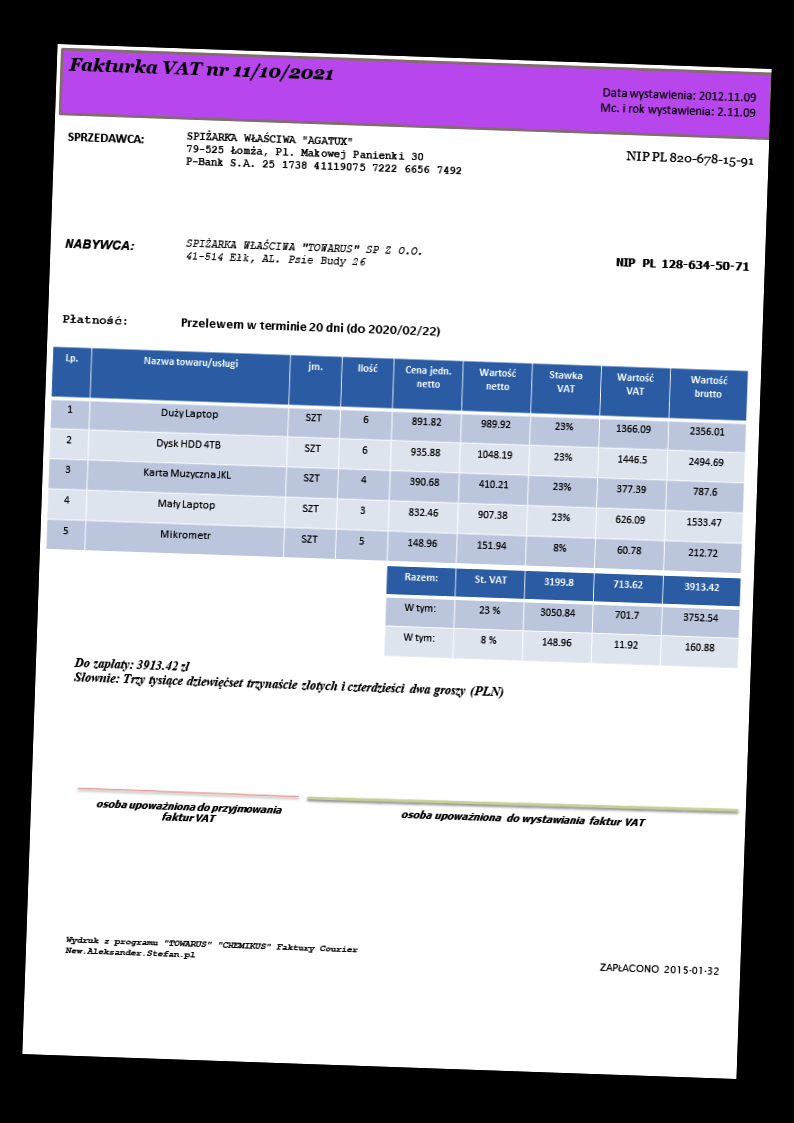 Fakturka VAT nr 11/10/2021
Data wystawienia: 2012.11.09
Mc. i rok wystawienia: 2.11.09
SPRZEDAWCA:
SPIŻARKA WŁAŚCIWA "AGATUX"
79-525 Łomża, Pl. Makowej Panienki 30
P-Bank S.A. 25 1738 41119075 7222 6656 7492
NIP PL 820-678-15-91
NABYWCA:
SPIŻARKA WŁAŚCIWA "TOWARUS" SP Z O.O.
41-514 Ełk, AL. Psie Budy 26
NIP PL 128-634-50-71
Płatność: Przelewem w terminie 20 dni (do 2020/02/22)
Lp. Nazwa towaru/usługi jm. Ilość Cena jedn. netto Wartość netto Stawka VAT Wartość VAT Wartość brutto
1 Duży Laptop SZT 6 891.82 989.92 23% 1366.09 2356.01
2 Dysk HDD 4TB SZT 6 935.88 1048.19 23% 1446.5 2494.69
3 Karta Muzyczna JKL SZT 4 390.68 410.21 23% 377.39 787.6
4 Mały Laptop SZT 3 832.46 907.38 23% 626.09 1533.47
5 Mikrometr SZT 5 148.96 151.94 8% 60.78 212.72
Razem: St. VAT 3199.8 713.62 3913.42
W tym: 23 % 3050.84 701.7 3752.54
W tym: 8 % 148.96 11.92 160.88
Do zapłaty: 3913.42 zł
Słownie: Trzy tysiące dziewięćset trzynaście złotych i czterdzieści dwa groszy (PLN)
osoba upoważniona do przyjmowania
faktur VAT
osoba upoważniona do wystawiania faktur VAT
Wydruk z programu "TOWARUS" "CHEMIKUS" Faktury Courier
New.Aleksander.Stefan.pl
ZAPŁACONO 2015-01-32